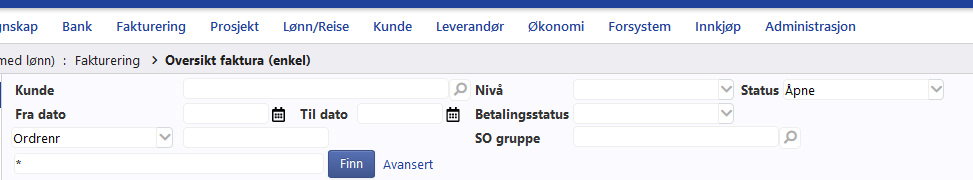 gnskap Bank Fakturering Prosjekt Lønn/Reise Kunde Leverandør Økonomi Forsystem Innkjøp Administrasjon
med lønn) : Fakturering > Oversikt faktura (enkel)
Kunde Nivå Status Åpne
Fra dato Til dato Betalingsstatus
Ordrenr SO gruppe
* Finn Avansert